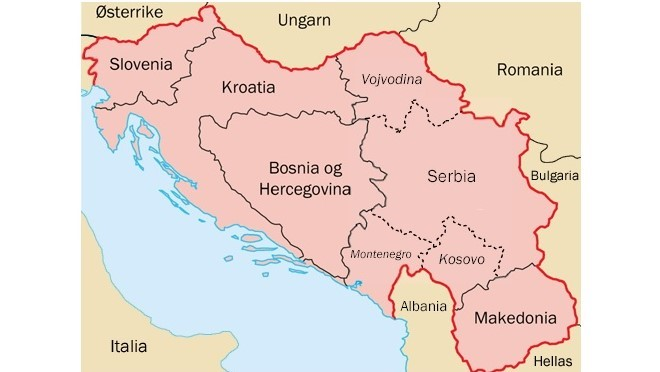 Østerrike
Ungarn
Slovenia
Kroatia
Vojvodina
Romania
Bosnia og
Hercegovina
Serbia
Bulgaria
Montenegro
Kosovo
Albania
Makedonia
Italia
Hellas